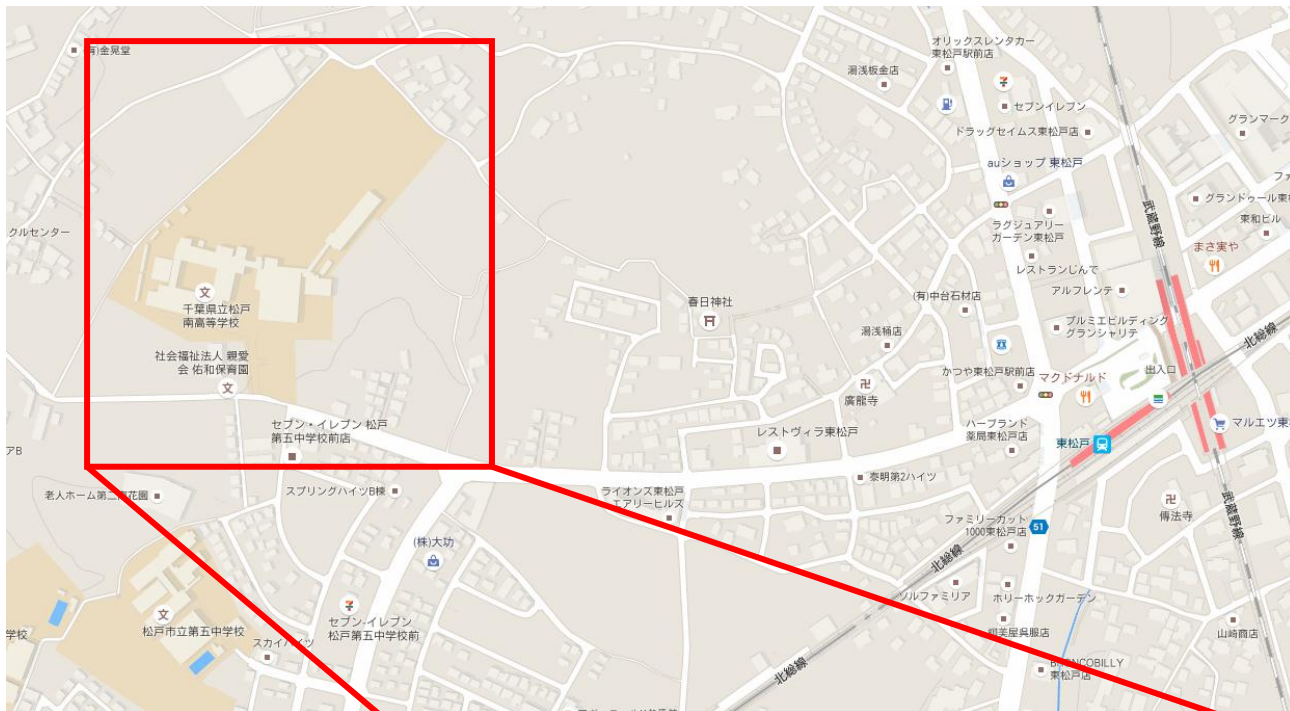 有)金晃堂
クルセンター
千葉県立松戸
南高等学校
社会福祉法人 親愛
会 佑和保育園
セブン・イレブン 松戸
第五中学校前店
スプリングハイツB棟
アB
(株)大功
セブン-イレブン
松戸第五中学校前
松戸市立第五中学校
学校
スカイハイツ
春日神社
レストヴィラ東松戸
ライオンズ東松戸
エアリーヒルズ
泰明第2ハイツ
廣龍寺
湯浅桶店
(有)中台石材店
湯浅板金店
オリックスレンタカー
東松戸駅前店
セブンイレブン
ドラッグセイムス東松戸店
auショップ 東松戸
ラグジュアリー
ガーデン東松戸
レストランじんで
アルフレンテ
プルミエビルディング
グランシャリテ
かつや東松戸駅前店
マクドナルド
ハーブランド
薬局東松戸店
東松戸
出入口
武蔵野線
北総線
グランマーク
グランドゥール東
東和ビル
まさ実や
マルエツ東
傳法寺
武蔵野線
山崎商店
51
ファミリーカット
1000東松戸店
北総線
ソルファミリア
ホリーホックガーデン
東松戸店
北総線